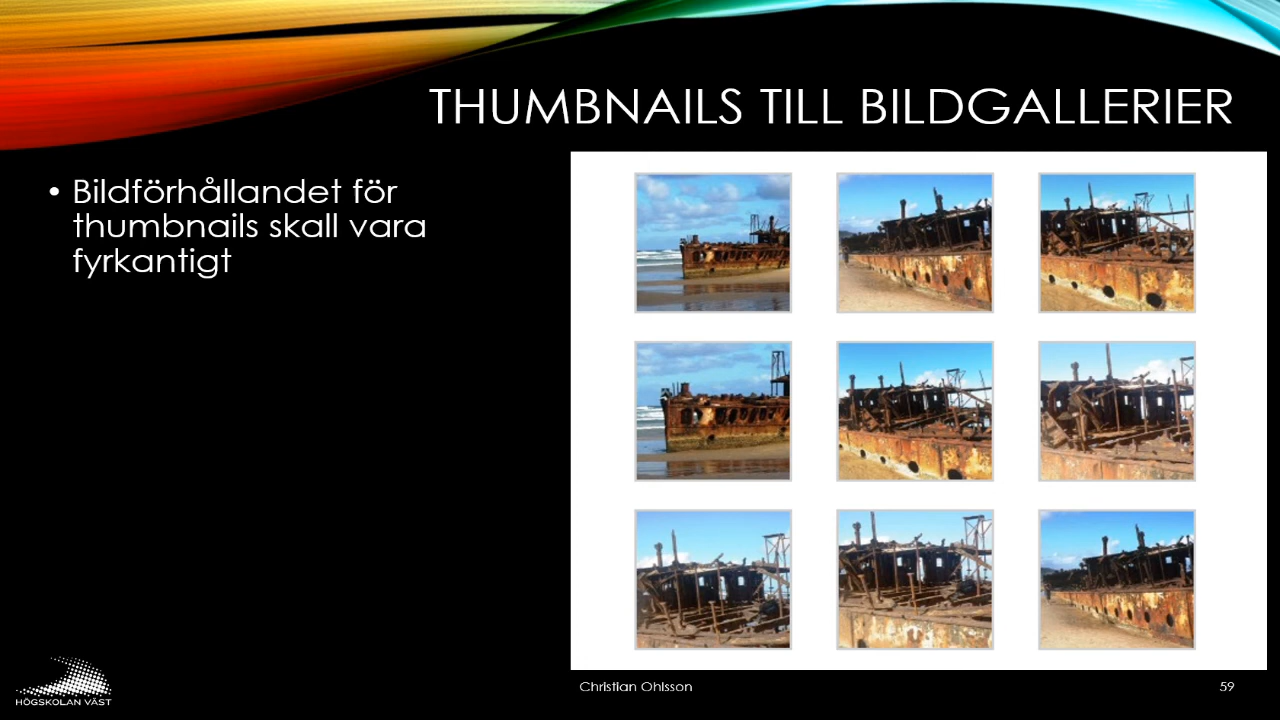 THUMBNAILS TILL BILDGALLERIER
• Bildförhållandet för
thumbnails skall vara
fyrkantigt
HÖGSKOLAN VÄST
Christian Ohlsson
59